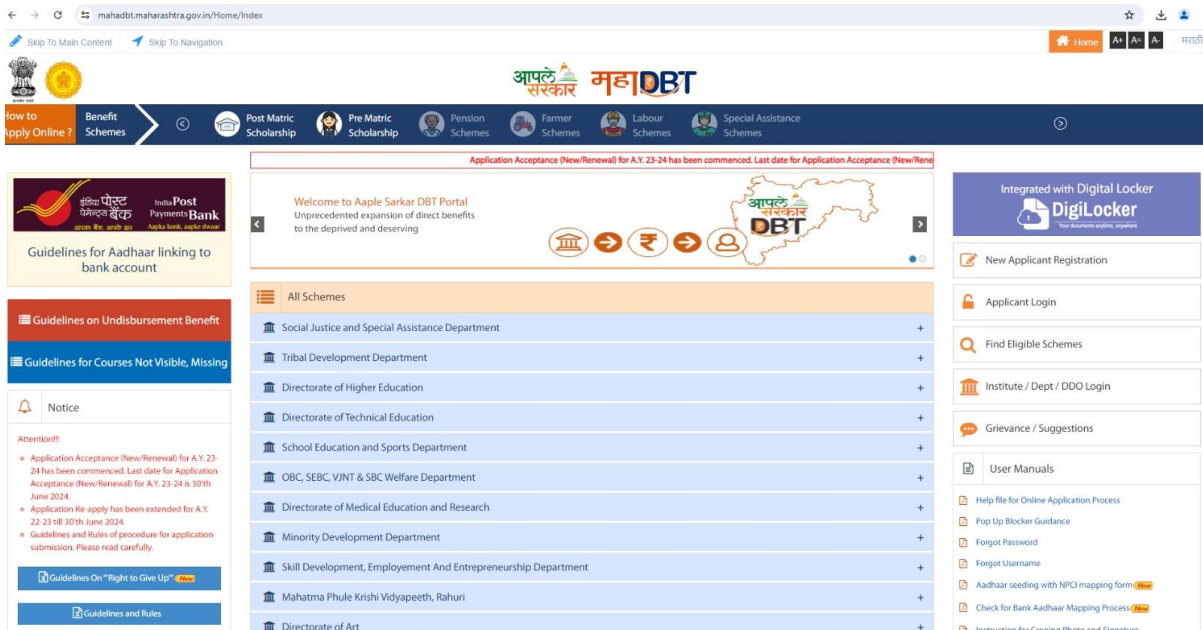 mahadbt.maharashtra.gov.in/Home/Index
Skip To Main Content
Skip To Navigation
Home
A+ A= A-
मराठी
आपले सरकार
महाDBT
How to
Apply Online ?
Benefit
Schemes
Post Matric
Scholarship
Pre Matric
Scholarship
Pension
Schemes
Farmer
Schemes
Labour
Schemes
Special Assistance
Schemes
Application Acceptance (New/Renewal) for A.Y. 23-24 has been commenced. Last date for Application Acceptance (New/Rene
इंडिया पोस्ट
पेमेन्ट्स बैंक
IndiaPost
PaymentsBank
आपका बैंक, आपके द्वार
Aapka bank, aapke dwaar
Guidelines for Aadhaar linking to
bank account
Guidelines on Undisbursement Benefit
Guidelines for Courses Not Visible, Missing
Notice
Attention!!!
Application Acceptance (New/Renewal) for A.Y. 23-
24 has been commenced. Last date for Application
Acceptance (New/Renewal) for A.Y. 23-24 is 30'th
June 2024.
Application Re-apply has been extended for A.Y.
22-23 till 30'th June 2024.
Guidelines and Rules of procedure for application
submission. Please read carefully.
Guidelines On "'Right to Give Up'" New
Guidelines and Rules
Welcome to Aaple Sarkar DBT Portal
Unprecedented expansion of direct benefits
to the deprived and deserving
₹
आपले
सरकार
DBT
All Schemes
Social Justice and Special Assistance Department +
Tribal Development Department +
Directorate of Higher Education +
Directorate of Technical Education +
School Education and Sports Department +
OBC, SEBC, VJNT & SBC Welfare Department +
Directorate of Medical Education and Research +
Minority Development Department +
Skill Development, Employement And Entrepreneurship Department +
Mahatma Phule Krishi Vidyapeeth, Rahuri +
Directorate of Art +
Integrated with Digital Locker
DigiLocker
Your documents anytime, anywhere
New Applicant Registration
Applicant Login
Find Eligible Schemes
Institute / Dept / DDO Login
Grievance / Suggestions
User Manuals
Help file for Online Application Process
Pop Up Blocker Guidance
Forgot Password
Forgot Username
Aadhaar seeding with NPCI mapping form New
Check for Bank Aadhaar Mapping Process New
Instruction for Croping Photo and Signature